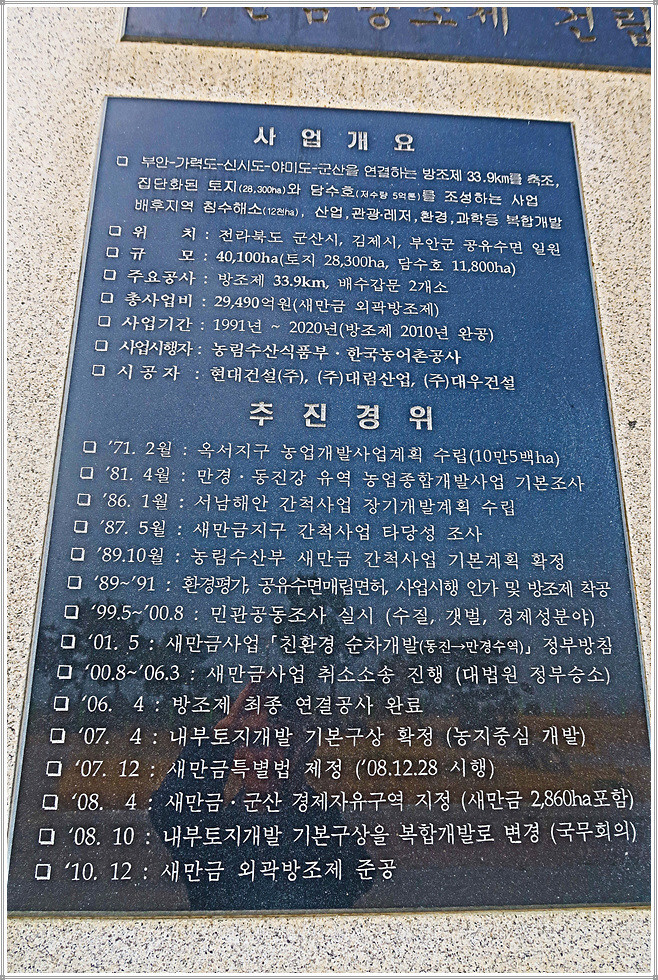 새만금방조제 건립
사 업 개 요
❏ 부안-가력도-신시도-야미도-군산을 연결하는 방조제 33.9km를 축조,
집단화된 토지(28,300ha)와 담수호(저수량 5억톤)를 조성하는 사업
배후지역 침수해소(12천ha), 산업,관광·레저,환경,과학등 복합개발
❏ 위 치 : 전라북도 군산시, 김제시, 부안군 공유수면 일원
❏ 규 모 : 40,100ha(토지 28,300ha, 담수호 11,800ha)
❏ 주요공사 : 방조제 33.9km, 배수갑문 2개소
❏ 총사업비 : 29,490억원(새만금 외곽방조제)
❏ 사업기간 : 1991년 ~ 2020년(방조제 2010년 완공)
❏ 사업시행자 : 농림수산식품부 · 한국농어촌공사
❏ 시 공 자 : 현대건설(주), (주)대림산업, (주)대우건설
추 진 경 위
❏ ’71. 2월 : 옥서지구 농업개발사업계획 수립(10만5백ha)
❏ ’81. 4월 : 만경 · 동진강 유역 농업종합개발사업 기본조사
❏ ’86. 1월 : 서남해안 간척사업 장기개발계획 수립
❏ ’87. 5월 : 새만금지구 간척사업 타당성 조사
❏ ’89.10월 : 농림수산부 새만금 간척사업 기본계획 확정
❏ ‘89~’91 : 환경평가, 공유수면매립면허, 사업시행 인가 및 방조제 착공
❏ ‘99.5~’00.8 : 민관공동조사 실시 (수질, 갯벌, 경제성분야)
❏ ‘01. 5 : 새만금사업 「친환경 순차개발(동진→만경수역)」 정부방침
❏ ‘00.8~’06.3 : 새만금사업 취소소송 진행 (대법원 정부승소)
❏ ‘06. 4 : 방조제 최종 연결공사 완료
❏ ‘07. 4 : 내부토지개발 기본구상 확정 (농지중심 개발)
❏ ‘07. 12 : 새만금특별법 제정 (’08.12.28 시행)
❏ ‘08. 4 : 새만금 · 군산 경제자유구역 지정 (새만금 2,860ha포함)
❏ ‘08. 10 : 내부토지개발 기본구상을 복합개발로 변경 (국무회의)
❏ ‘10. 12 : 새만금 외곽방조제 준공